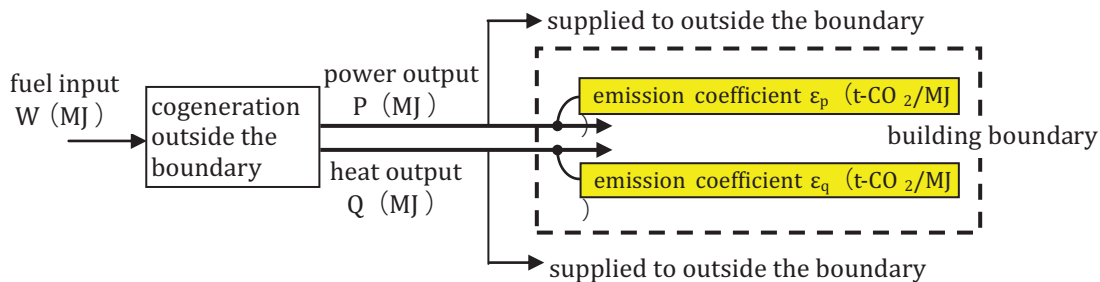 supplied to outside the boundary
fuel input
W（MJ）
cogeneration
outside the
boundary
power output
P（MJ）
emission coefficient εp（t-CO 2/MJ
）
building boundary
heat output
Q（MJ）
emission coefficient εq（t-CO 2/MJ
）
supplied to outside the boundary